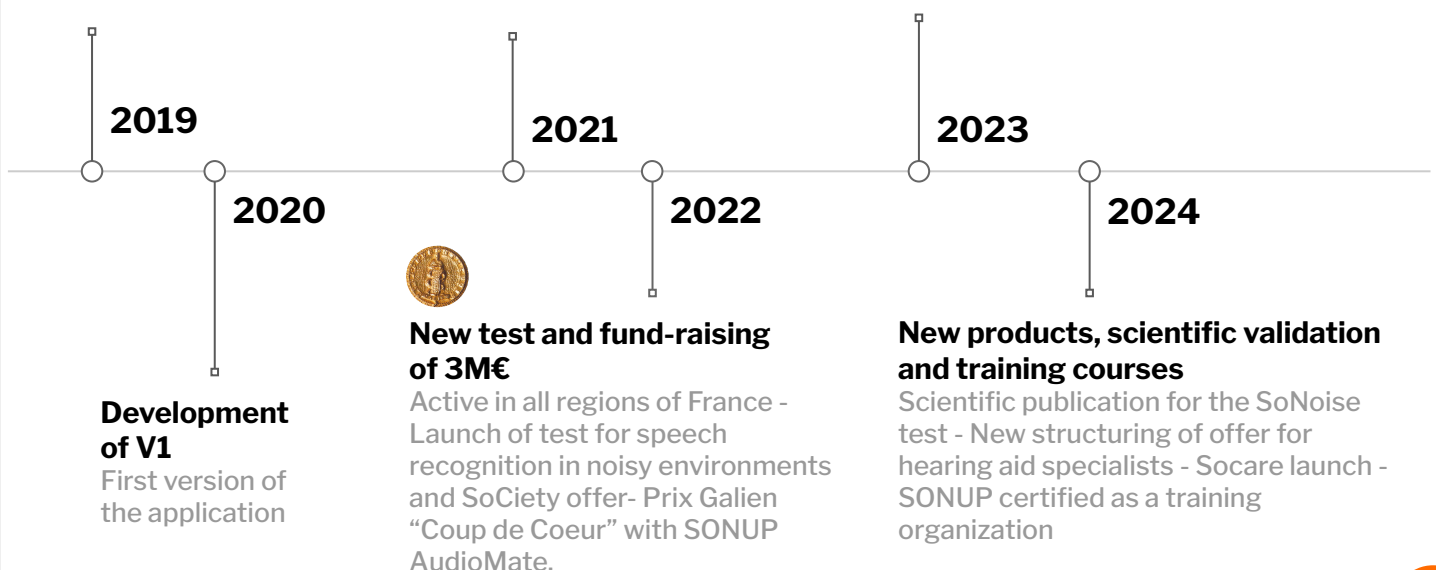 2019
2021
2023
2020
2022
2024
Development
of V1
First version of
the application
New test and fund-raising
of 3M€
Active in all regions of France -
Launch of test for speech
recognition in noisy environments
and SoCiety offer- Prix Galien
“Coup de Coeur” with SONUP
AudioMate.
New products, scientific validation
and training courses
Scientific publication for the SoNoise
test - New structuring of offer for
hearing aid specialists - Socare launch -
SONUP certified as a training
organization